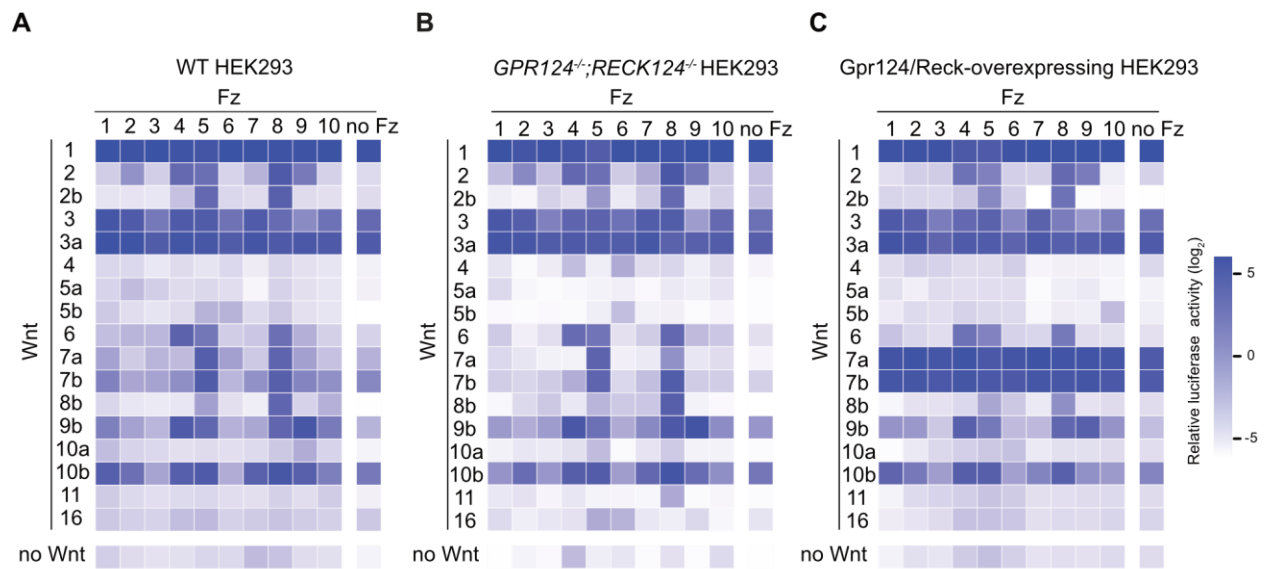 A
B
C
WT HEK293
GPR124-/-;RECK124-/- HEK293
Gpr124/Reck-overexpressing HEK293
Fz
Fz
Fz
1 2 3 4 5 6 7 8 9 10 no Fz
1 2 3 4 5 6 7 8 9 10 no Fz
1 2 3 4 5 6 7 8 9 10 no Fz
Wnt
1
2
2b
3
3a
4
5a
5b
6
7a
7b
8b
9b
10a
10b
11
16
no Wnt
Wnt
1
2
2b
3
3a
4
5a
5b
6
7a
7b
8b
9b
10a
10b
11
16
no Wnt
Wnt
1
2
2b
3
3a
4
5a
5b
6
7a
7b
8b
9b
10a
10b
11
16
no Wnt
Relative luciferase activity (log2)
5
0
-5